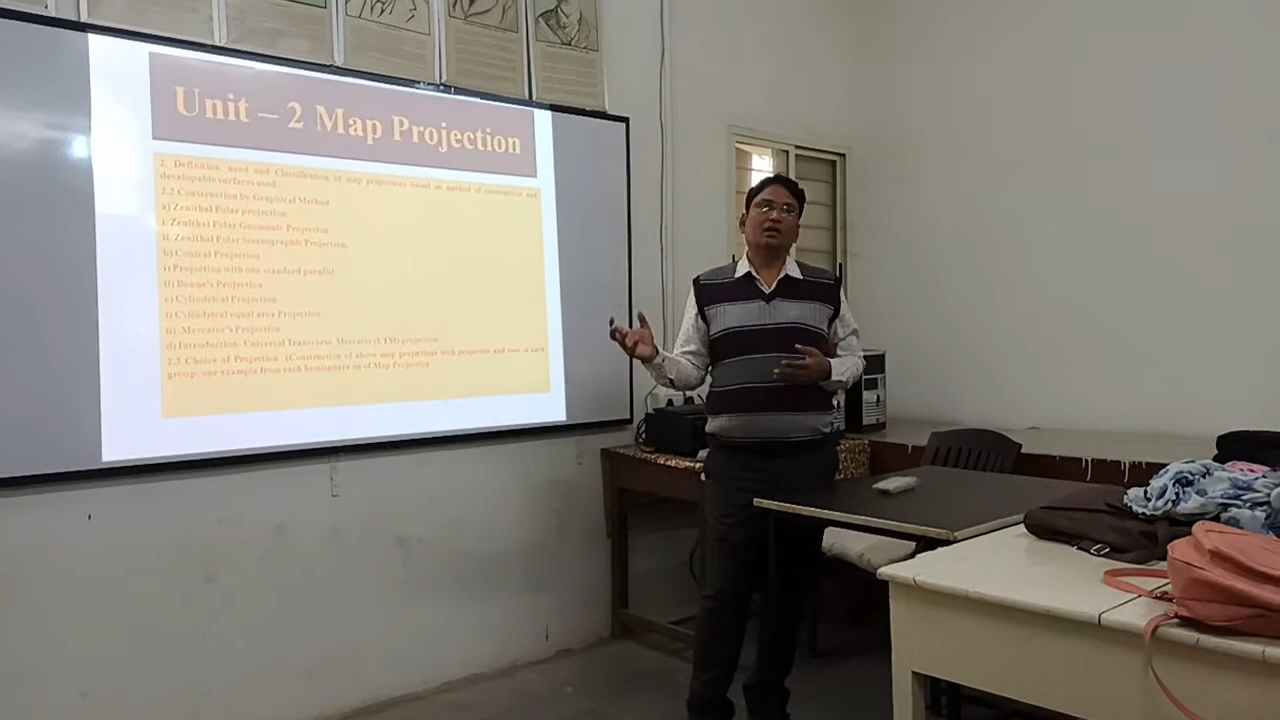 Unit – 2 Map Projection
2. Definition, need and Classification of map projections based on method of construction and
developable surfaces used.
2.2 Construction by Graphical Method
a) Zenithal Polar projection.
i. Zenithal Polar Gnomonic Projection
ii. Zenithal Polar Stereographic Projection.
b) Conical Projection
i) Projection with one standard parallel
ii) Bonne's Projection
c) Cylindrical Projection
i) Cylindrical equal area Projection
ii) Mercator's Projection
d) Introduction: Universal Transverse Mercator (UTM) projection
2.3 Choice of Projection (Construction of above map projections with properties and uses of each
group; one example from each hemisphere on of Map Projection